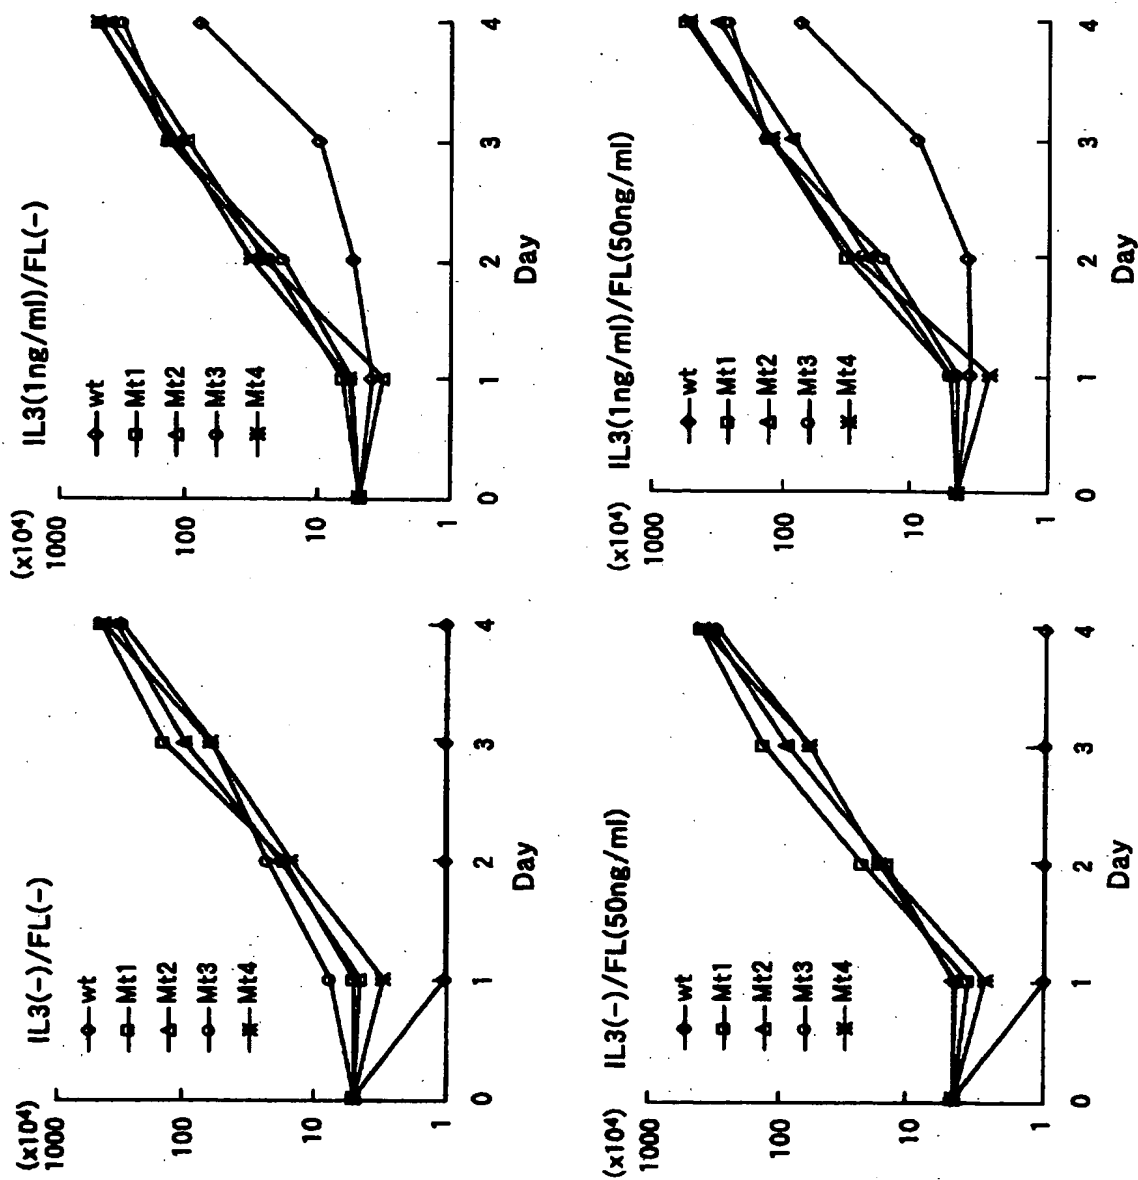 (x10⁴)
IL3(-)/FL(-)
1000
100
10
1
wt
Mt1
Mt2
Mt3
Mt4
0 1 2 3 4
Day
(x10⁴)
IL3(1ng/ml)/FL(-)
1000
100
10
1
wt
Mt1
Mt2
Mt3
Mt4
0 1 2 3 4
Day
(x10⁴)
IL3(-)/FL(50ng/ml)
1000
100
10
1
wt
Mt1
Mt2
Mt3
Mt4
0 1 2 3 4
Day
(x10⁴)
IL3(1ng/ml)/FL(50ng/ml)
1000
100
10
1
wt
Mt1
Mt2
Mt3
Mt4
0 1 2 3 4
Day